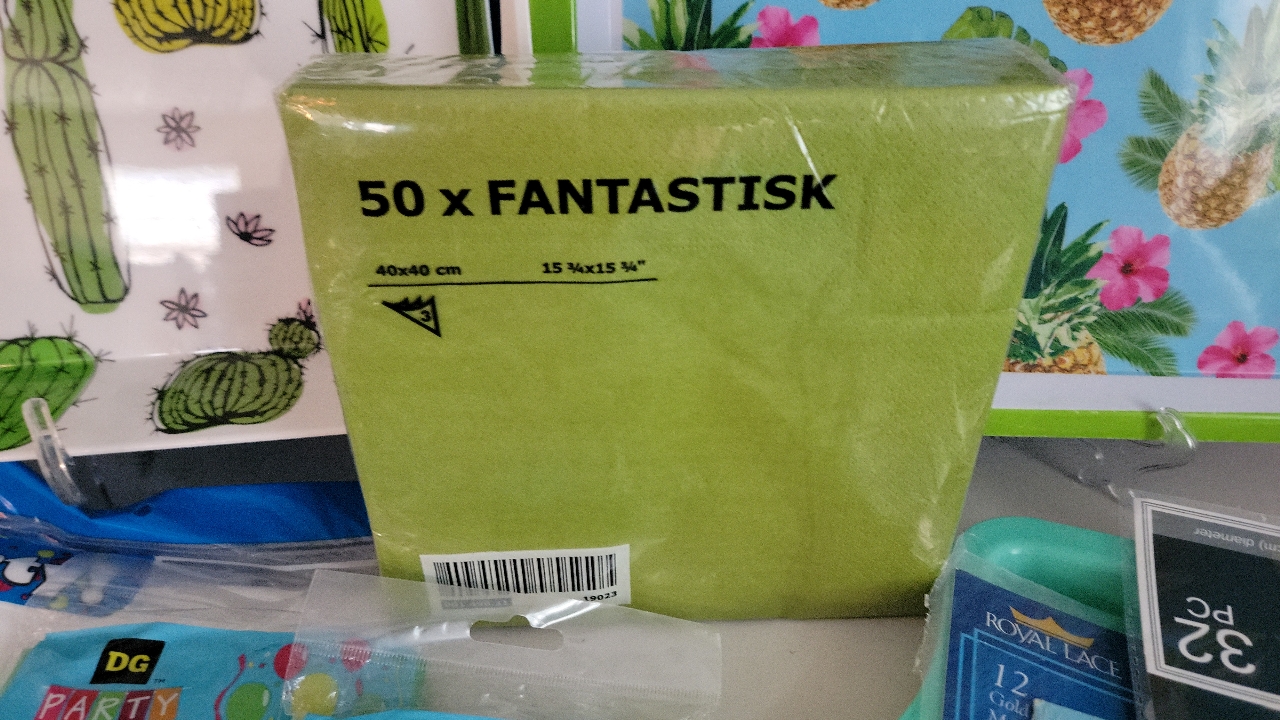 50 x FANTASTISK
40x40 cm 15 ¾x15 ¾"
3
19023
DG
PARTY
ROYAL LACE
12
Gold
m) diameter
32
PC